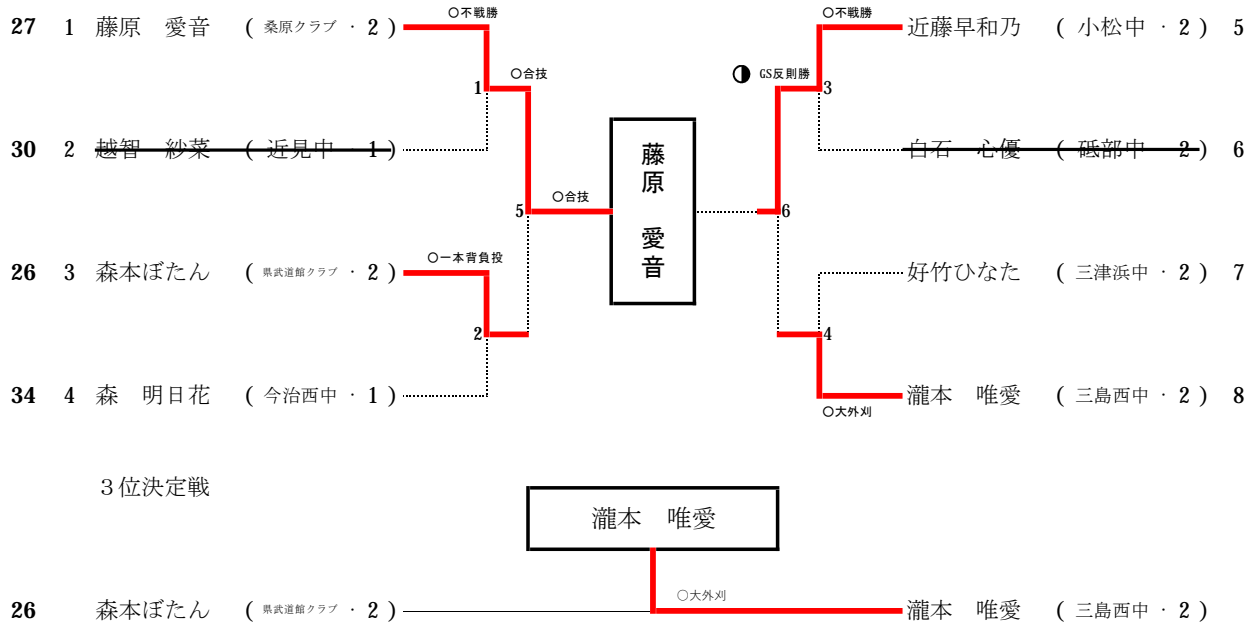 ○不戦勝 ○不戦勝
27 1 藤原 愛音 ( 桑原クラブ ・ 2 ) 近藤早和乃 ( 小松中 ・ 2 ) 5
○合技 GS反則勝
1 3
30 2 越智 紗菜 ( 近見中 ・ 1 ) 白石 心優 ( 砥部中 ・ 2 ) 6
藤原 愛音
○合技
5 6
○一本背負投
26 3 森本ぼたん ( 県武道館クラブ ・ 2 ) 好竹ひなた ( 三津浜中 ・ 2 ) 7
2 4
34 4 森 明日花 ( 今治西中 ・ 1 ) 瀧本 唯愛 ( 三島西中 ・ 2 ) 8
○大外刈
３位決定戦
瀧本 唯愛
○大外刈
26 森本ぼたん ( 県武道館クラブ ・ 2 ) 瀧本 唯愛 ( 三島西中 ・ 2 )